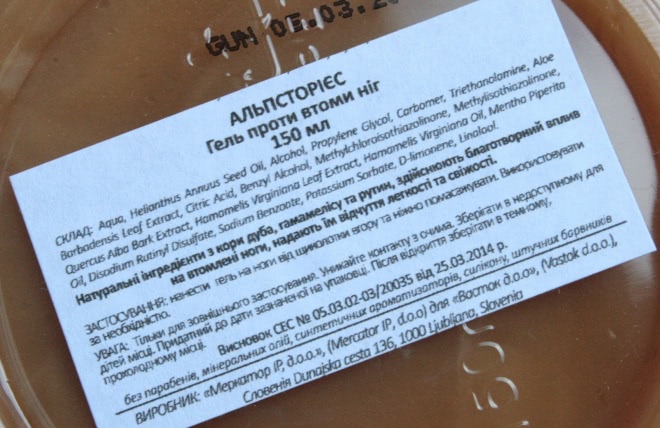 GUN 05.03.20
АЛЬПСТОРІЄС
Гель проти втоми ніг
150 мл
СКЛАД: Aqua, Helianthus Annuus Seed Oil, Alcohol, Propylene Glycol, Carbomer, Triethanolamine, Aloe
Barbadensis Leaf Extract, Citric Acid, Benzyl Alcohol, Methylchloroisothiazolinone, Methylisothiazolinone,
Quercus Alba Bark Extract, Hamamelis Virginiana Leaf Extract, Hamamelis Virginiana Oil, Mentha Piperita
Oil, Disodium Rutinyl Disulfate, Sodium Benzoate, Potassium Sorbate, D-limonene, Linalool.
Натуральні інгредієнти з кори дуба, гамамелісу та рутин, здійснюють благотворний вплив
на втомлені ноги, надають їм відчуття легкості та свіжості.
ЗАСТОСУВАННЯ: нанести гель на ноги від щиколотки вгору та ніжно помасажувати. Використовувати
за необхідністю.
УВАГА: Тільки для зовнішнього застосування. Уникайте контакту з очима. Зберігати в недоступному для
дітей місці. Придатний до дати зазначеної на упаковці. Після відкриття зберігати в темному,
прохолодному місці.
Висновок СЕС № 05.03.02-03/20035 від 25.03.2014 р.
без парабенів, мінеральних олій, синтетичних ароматизаторів, силікону, штучних барвників
ВИРОБНИК: «Меркатор ІР, д.о.о.», (Mercator IP, d.o.o) для «Восток д.о.о», (Vastok d.o.o.),
Словенія Dunajska cesta 136, 1000 Ljubljana, Slovenia